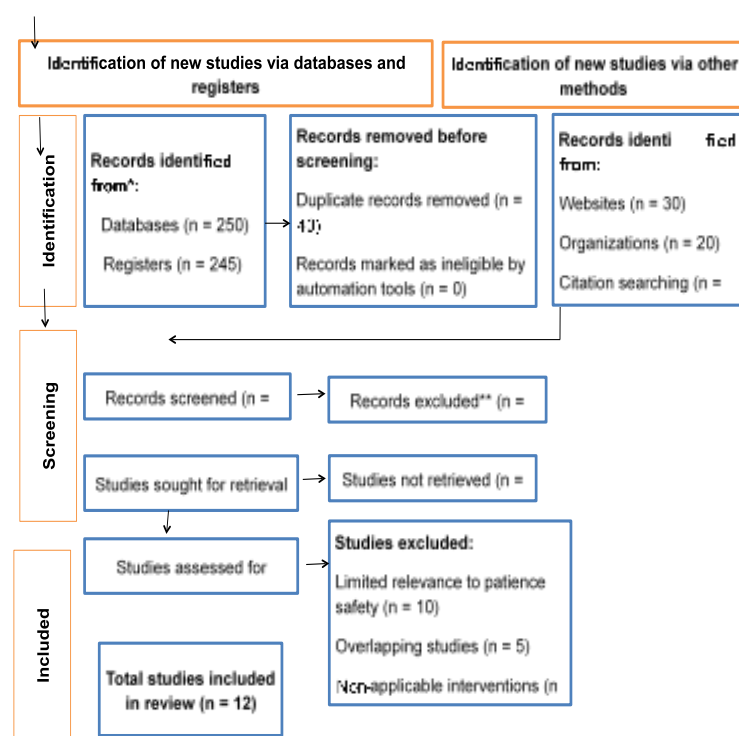 Identification of new studies via databases and
registers
Identification of new studies via other
methods
Identification
Records identified
from*:
Databases (n = 250)
Registers (n = 245)
Records removed before
screening:
Duplicate records removed (n =
Records marked as ineligible by
automation tools (n = 0)
Records identi fied
from:
Websites (n = 30)
Organizations (n = 20)
Citation searching (n =
Screening
Records screened (n =
Records excluded** (n =
Studies sought for retrieval
Studies not retrieved (n =
Included
Studies assessed for
Studies excluded:
Limited relevance to patience
safety (n = 10)
Overlapping studies (n = 5)
Non-applicable interventions (n
Total studies included
in review (n = 12)